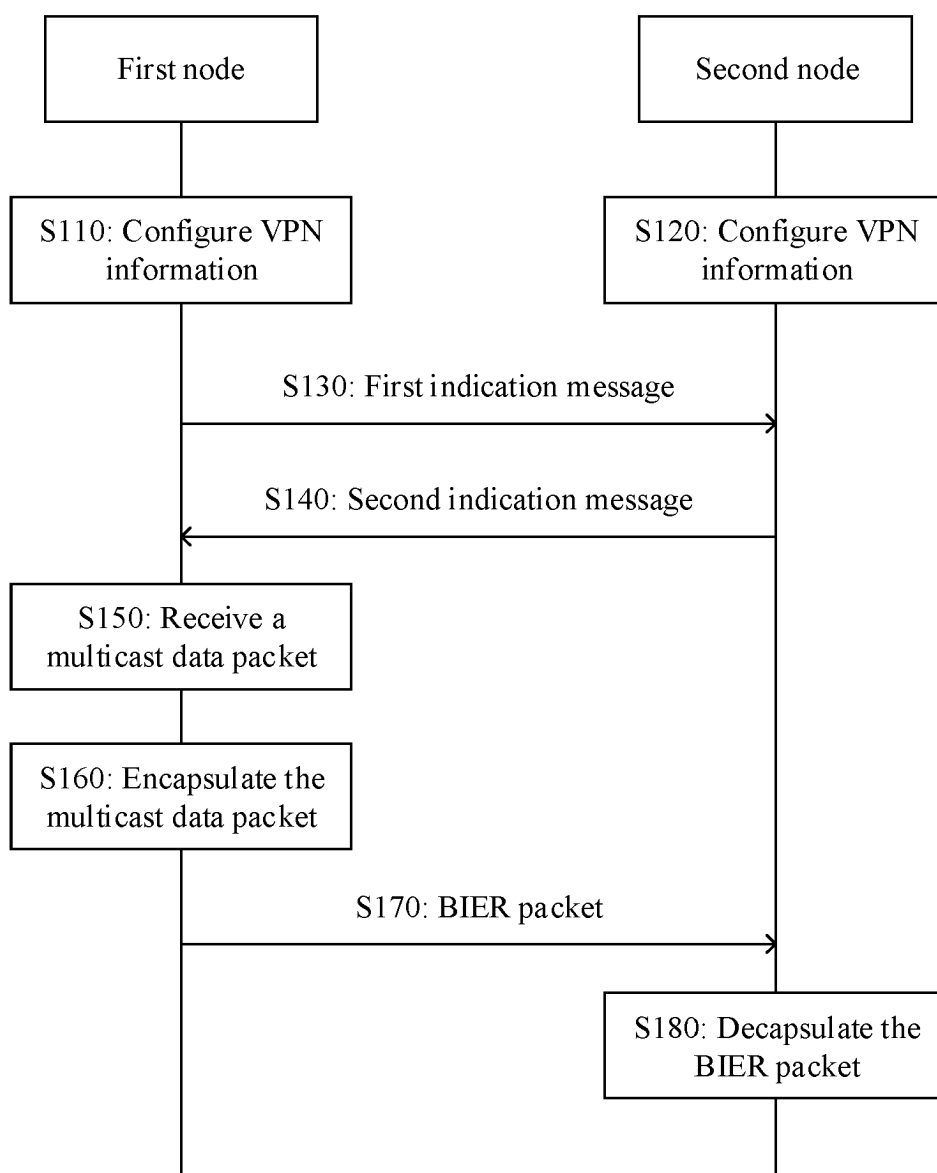 First node
Second node
S110: Configure VPN
information
S120: Configure VPN
information
S130: First indication message
S140: Second indication message
S150: Receive a
multicast data packet
S160: Encapsulate the
multicast data packet
S170: BIER packet
S180: Decapsulate the
BIER packet